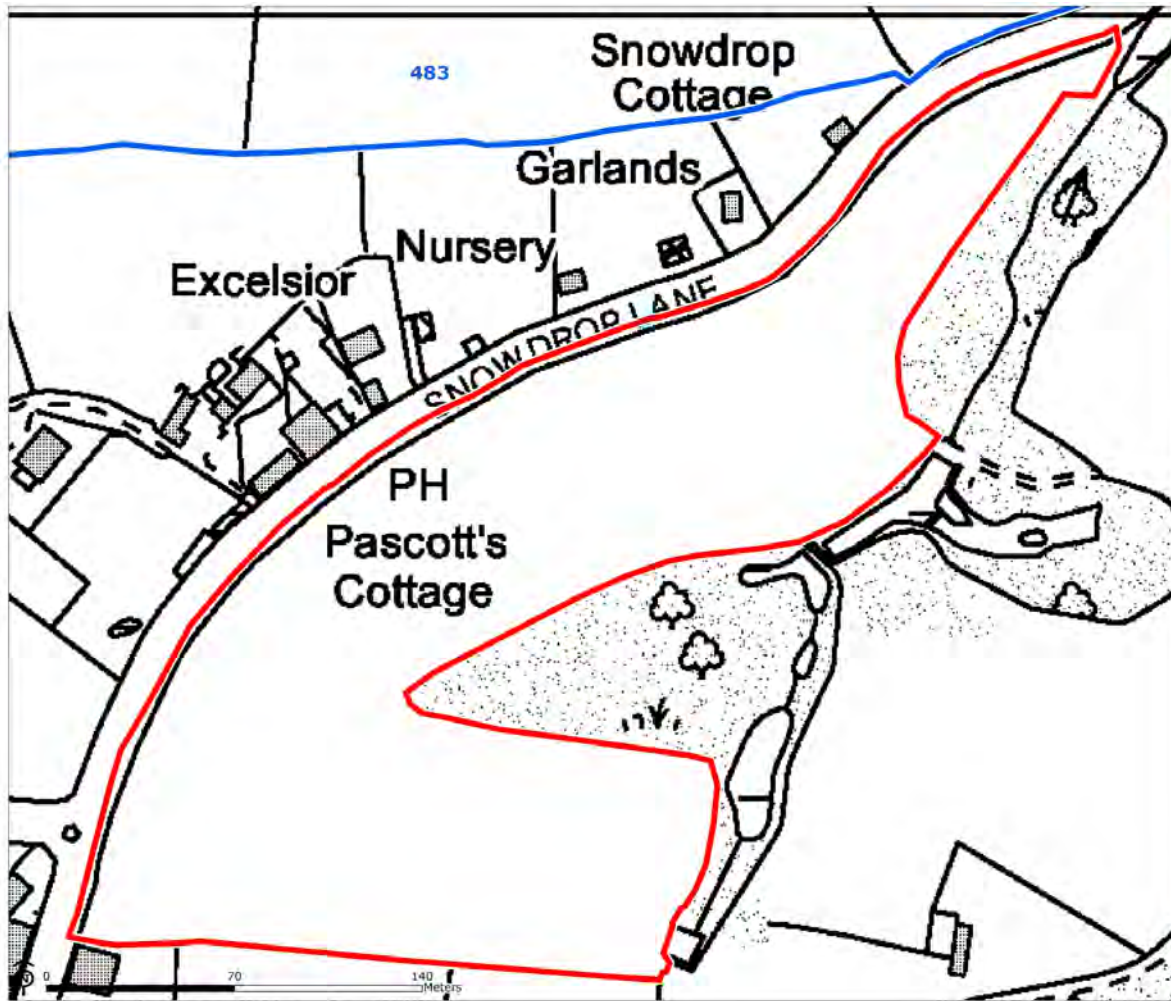 483
Snowdrop
Cottage
Garlands
Nursery
Excelsior
SNOWDROP LANE
PH
Pascott's
Cottage
0 70 140
Meters